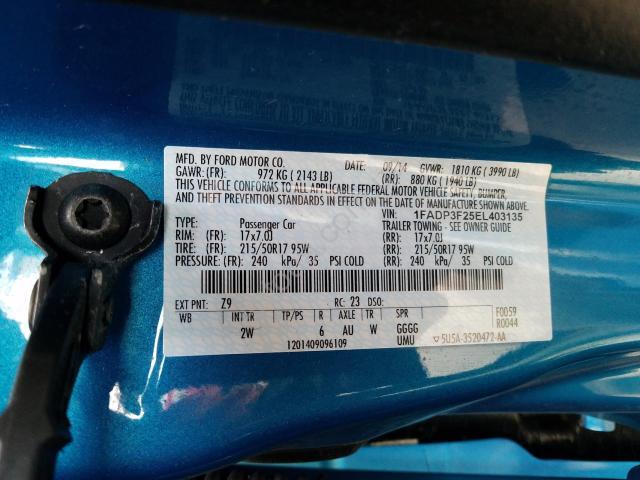 MFD. BY FORD MOTOR CO. DATE: 09/14 GVWR: 1810 KG ( 3990 LB)
GAWR: (FR): 972 KG ( 2143 LB) (RR): 880 KG ( 1940 LB)
THIS VEHICLE CONFORMS TO ALL APPLICABLE FEDERAL MOTOR VEHICLE SAFETY, BUMPER,
AND THEFT PREVENTION STANDARDS IN EFFECT ON THE DATE OF MANUFACTURE SHOWN ABOVE.
VIN: 1FADP3F25EL403135
TYPE: Passenger Car TRAILER TOWING - SEE OWNER GUIDE
RIM: (FR): 17x7.0J (RR): 17x7.0J
TIRE: (FR): 215/50R17 95W (RR): 215/50R17 95W
PRESSURE: (FR): 240 kPa/ 35 PSI COLD (RR): 240 kPa/ 35 PSI COLD
EXT PNT: Z9 RC: 23 DSO:
WB INT TR TP/PS R AXLE TR SPR F0059
2W 6 AU W GGGG R0044
UMU
1201409096109 5U5A-3520472-AA